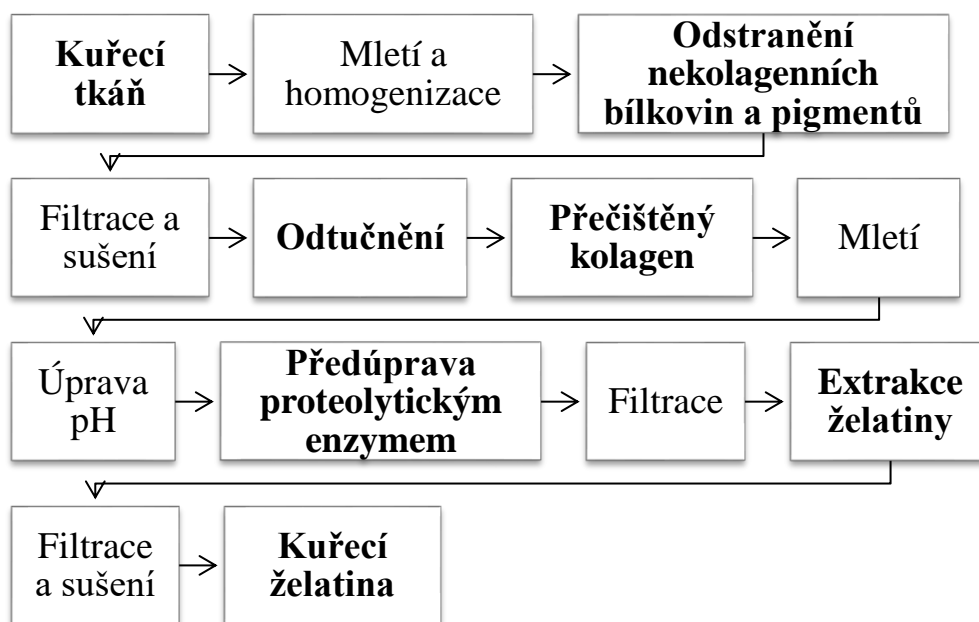 Kuřecí
tkáň
Mletí a
homogenizace
Odstranění
nekolagenních
bílkovin a pigmentů
Filtrace a
sušení
Odtučnění
Přečištěný
kolagen
Mletí
Úprava
pH
Předúprava
proteolytickým
enzymem
Filtrace
Extrakce
želatiny
Filtrace
a sušení
Kuřecí
želatina